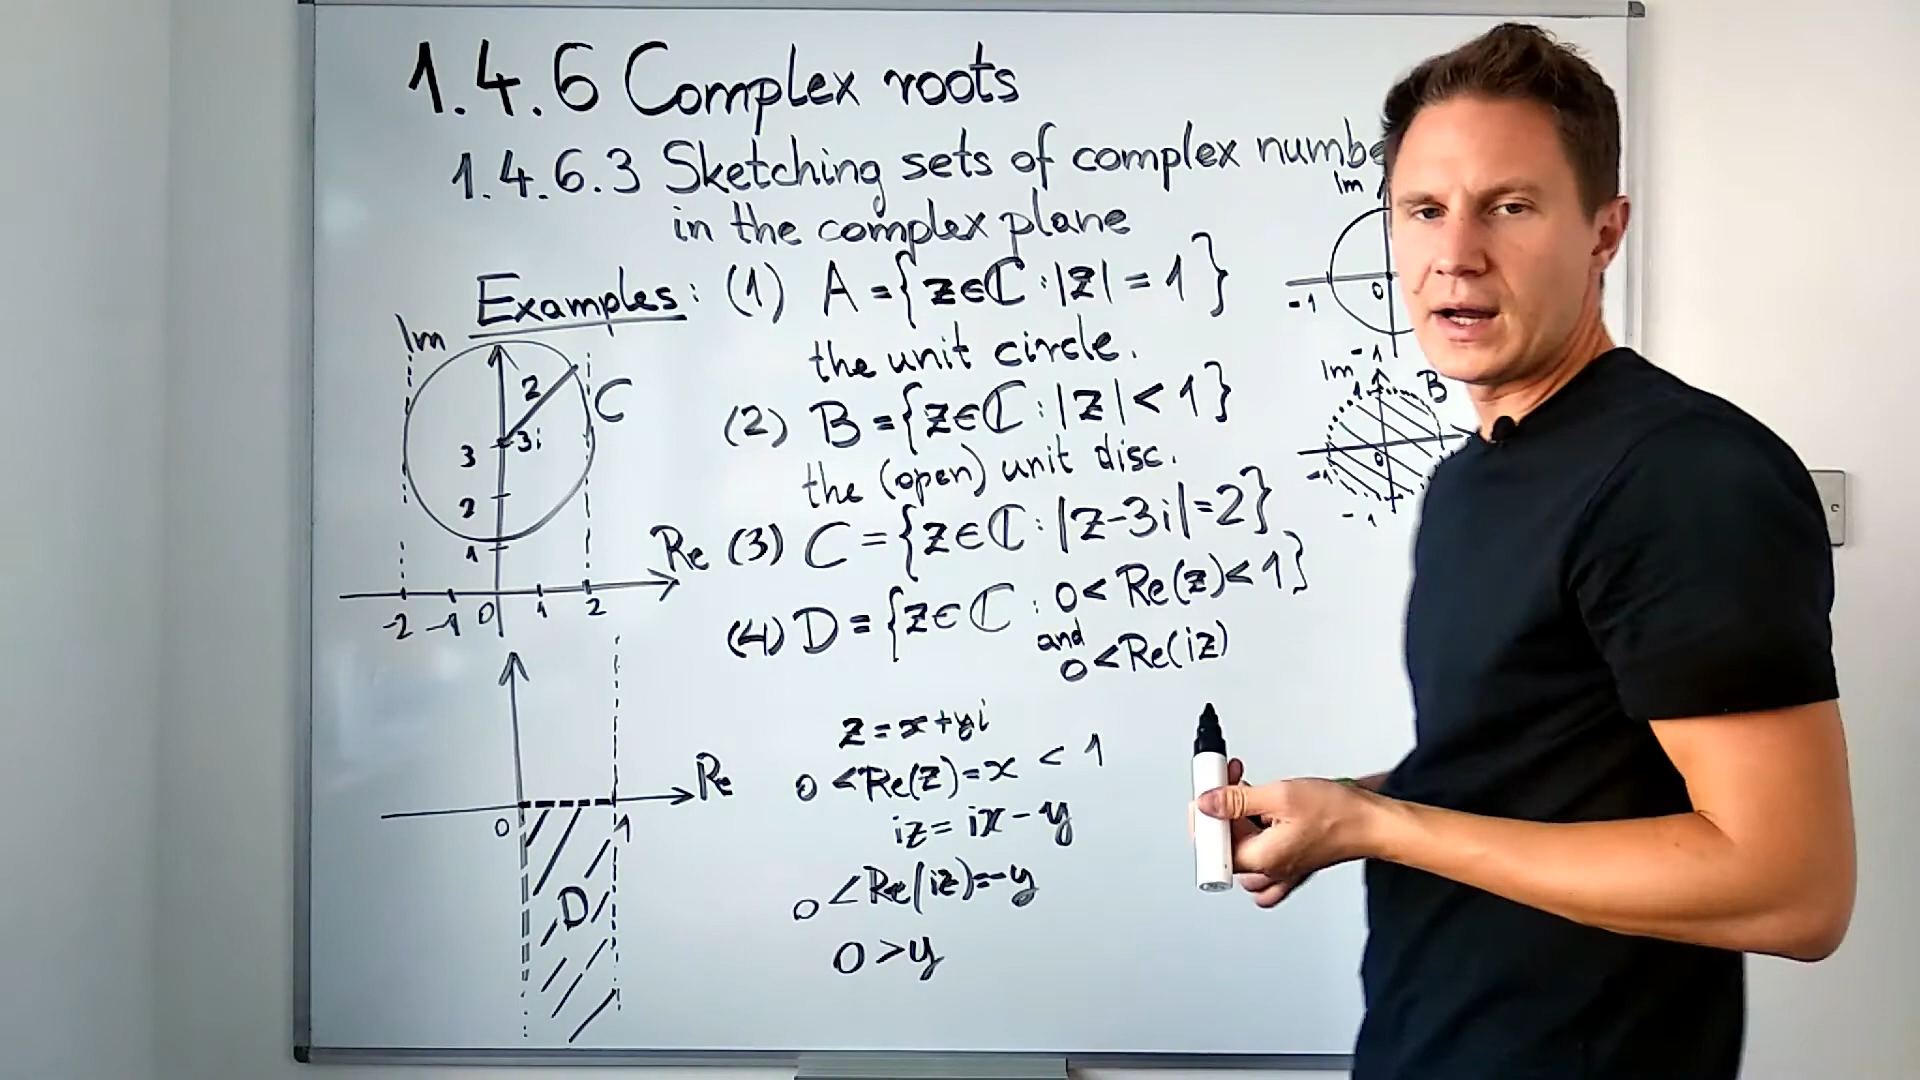 1.4.6 Complex roots
1.4.6.3 Sketching sets of complex numbe
in the complex plane
Examples: (1) A = {z∈ℂ : |z| = 1}
the unit circle.
(2) B = {z∈ℂ : |z| < 1}
the (open) unit disc.
(3) C = {z∈ℂ : |z-3i| = 2}
(4) D = {z∈ℂ : 0 < Re(z) < 1}
and
0 < Re(iz)
z = x + yi
0 < Re(z) = x < 1
iz = ix - y
0 < Re(iz) = -y
0 > y
Im
2
C
3i
3
2
1
Re
-2 -1 0 1 2
Re
0 1
D
Im
-1 0
-1
Im
1
B
-1 0
-1